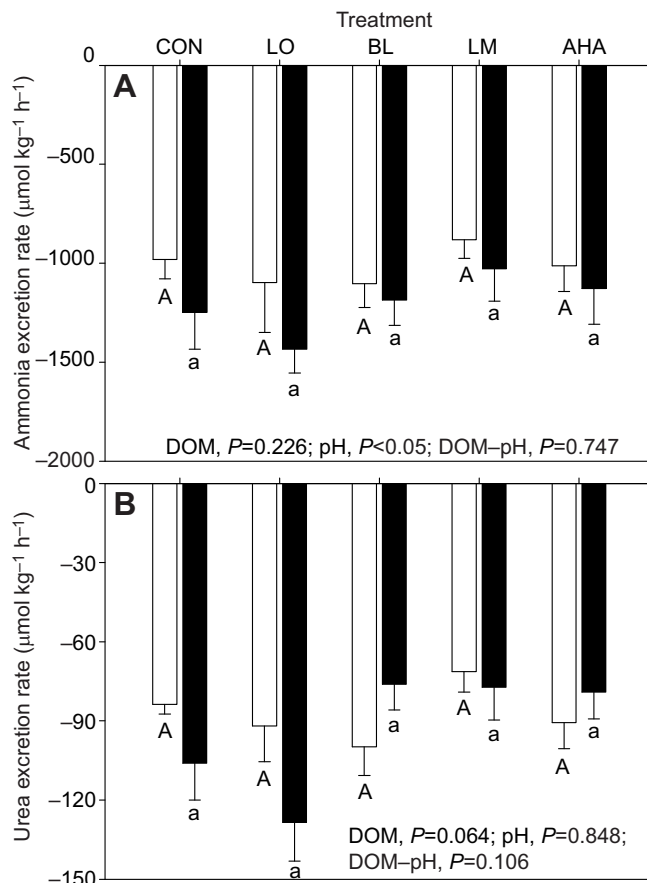 Treatment
CON LO BL LM AHA
Ammonia excretion rate (μmol kg⁻¹ h⁻¹)
0
–500
–1000
–1500
–2000
A
A A A A A
a a a a a
DOM, P=0.226; pH, P<0.05; DOM–pH, P=0.747
Urea excretion rate (μmol kg⁻¹ h⁻¹)
0
–30
–60
–90
–120
–150
B
A A A A A
a a a a a
DOM, P=0.064; pH, P=0.848;
DOM–pH, P=0.106